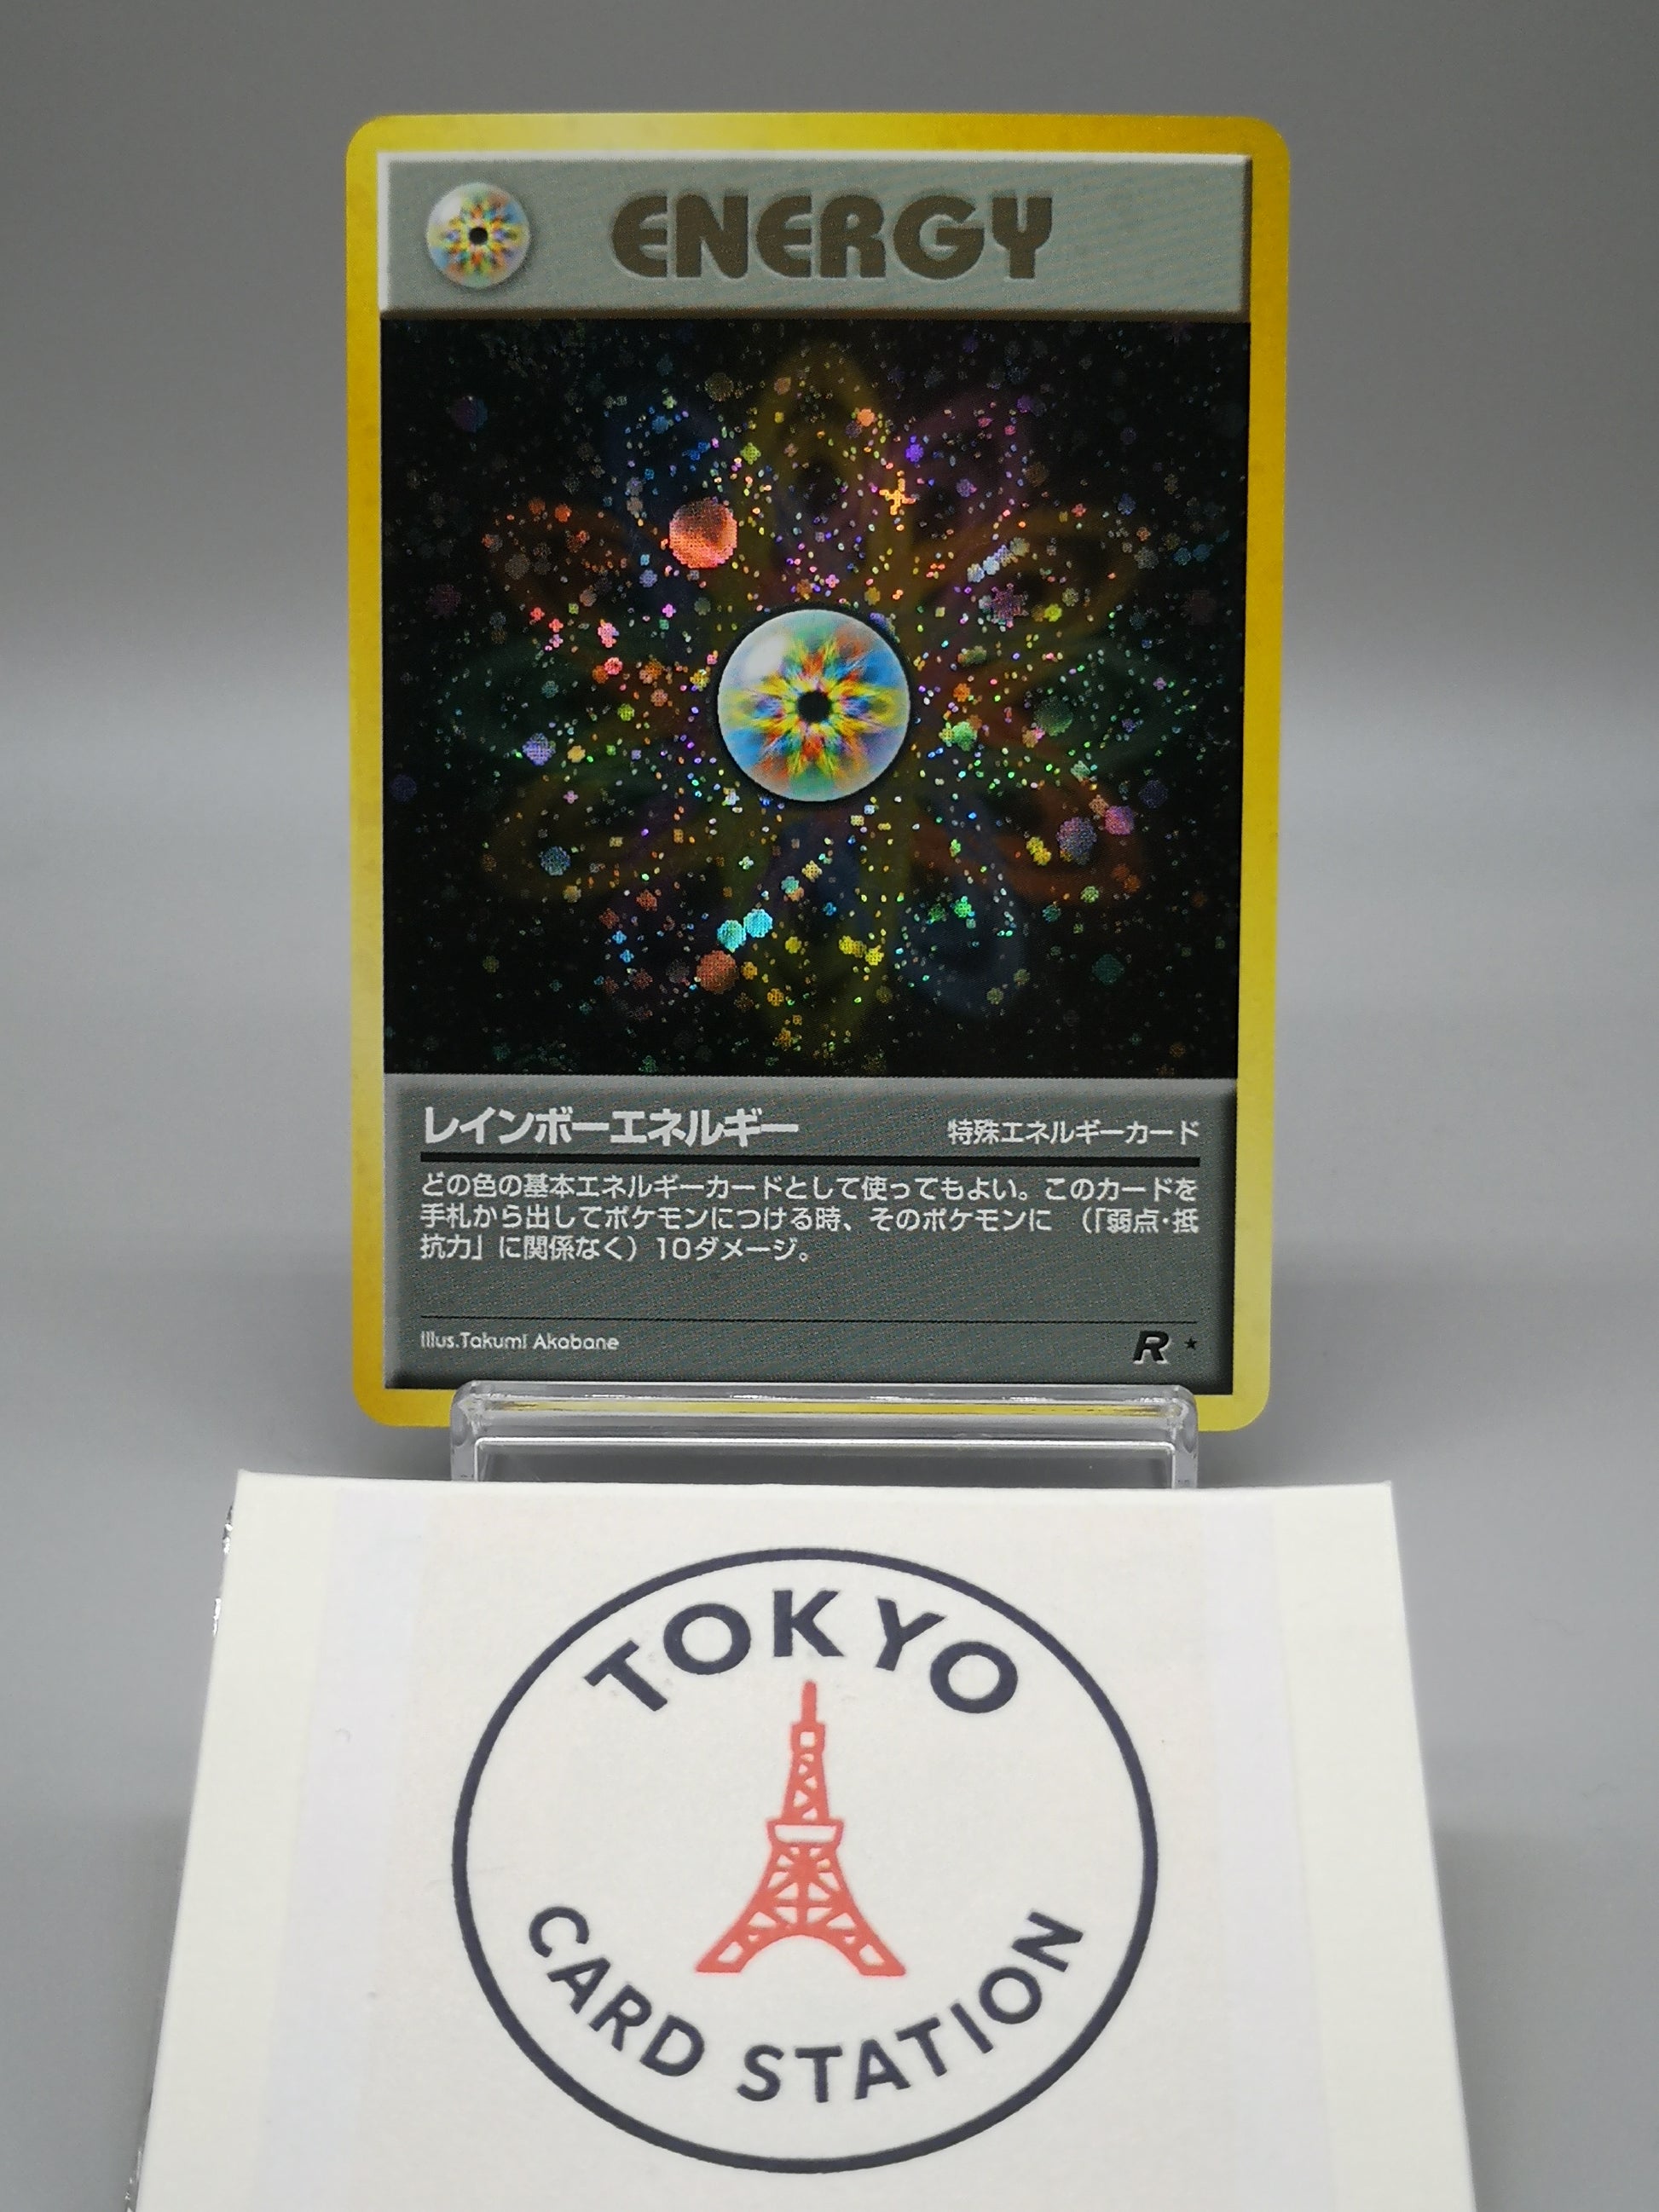 ENERGY
レインボーエネルギー
特殊エネルギーカード
どの色の基本エネルギーカードとして使ってもよい。このカードを
手札から出してポケモンにつける時、そのポケモンに （「弱点・抵
抗力」に関係なく）10ダメージ。
Illus.Takumi Akabane
R ★
TOKYO
CARD STATION